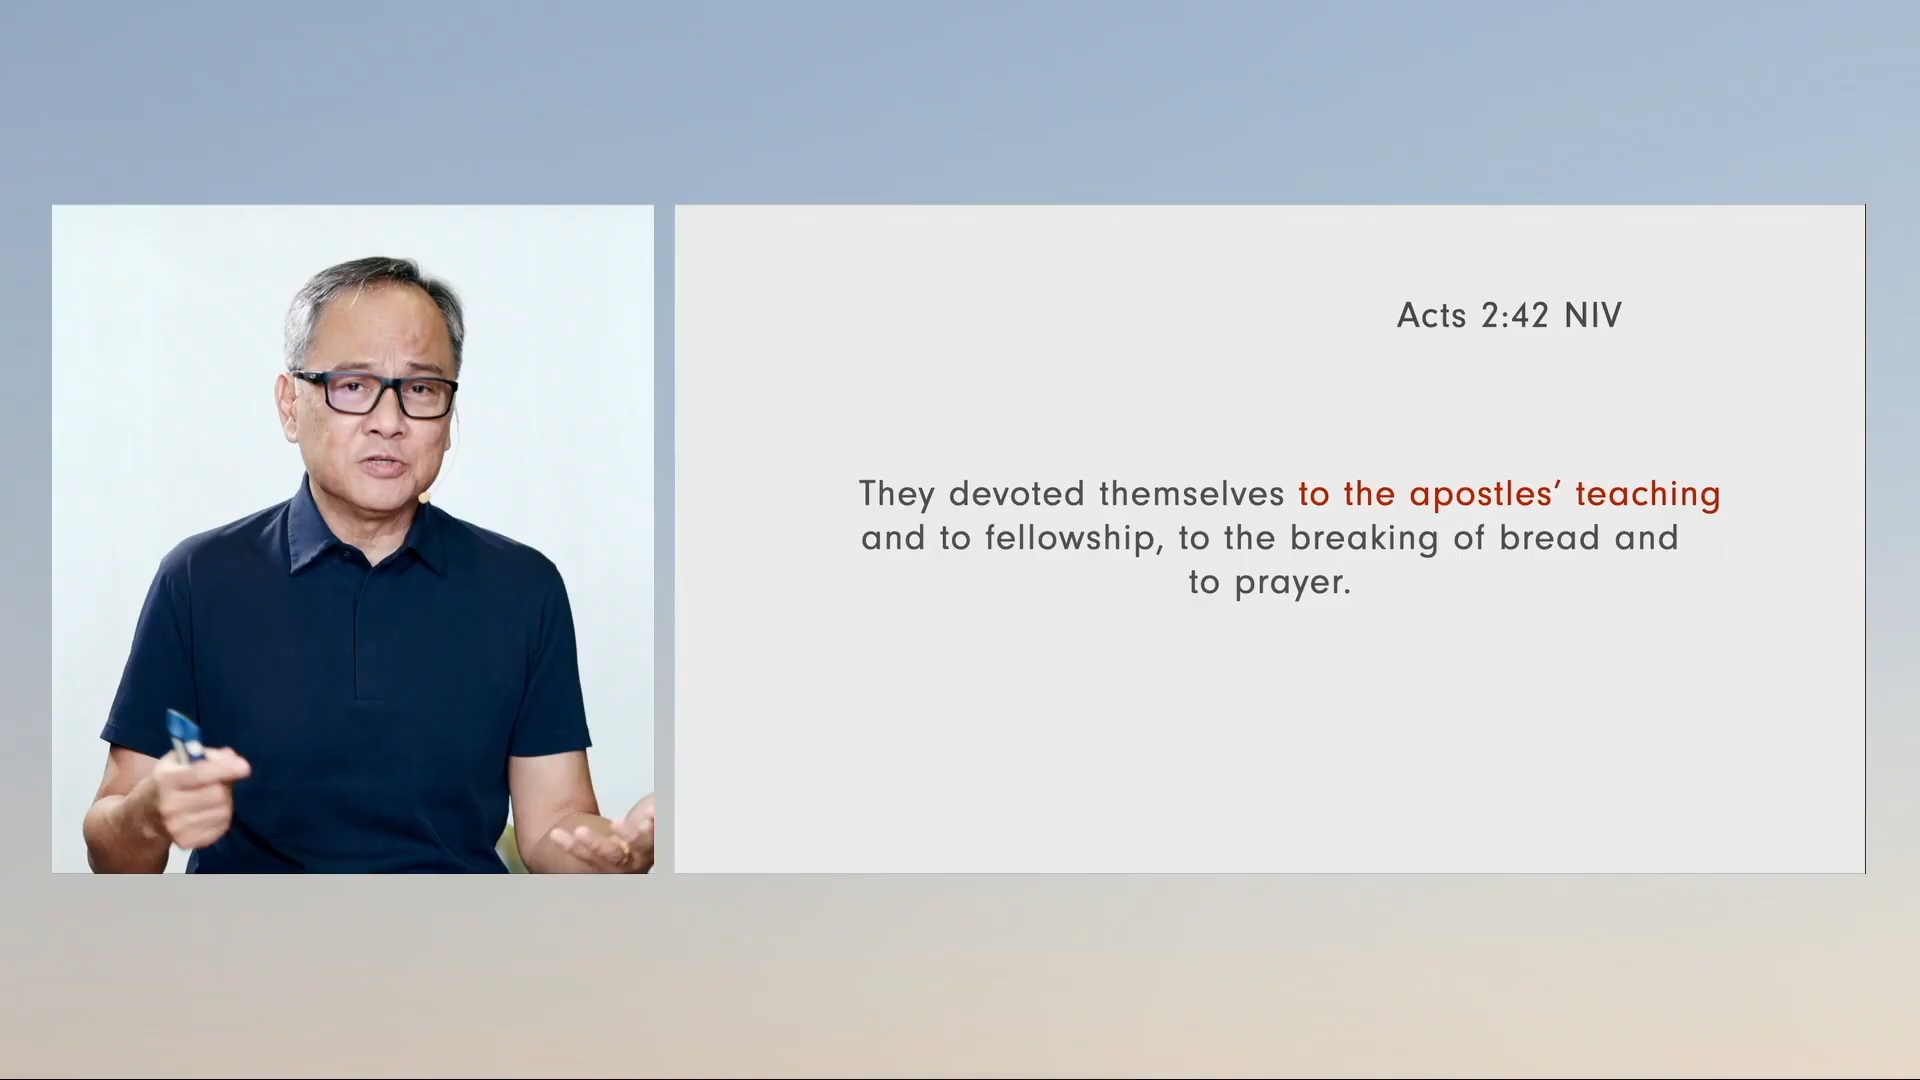 Acts 2:42 NIV
They devoted themselves to the apostles’ teaching
and to fellowship, to the breaking of bread and
to prayer.